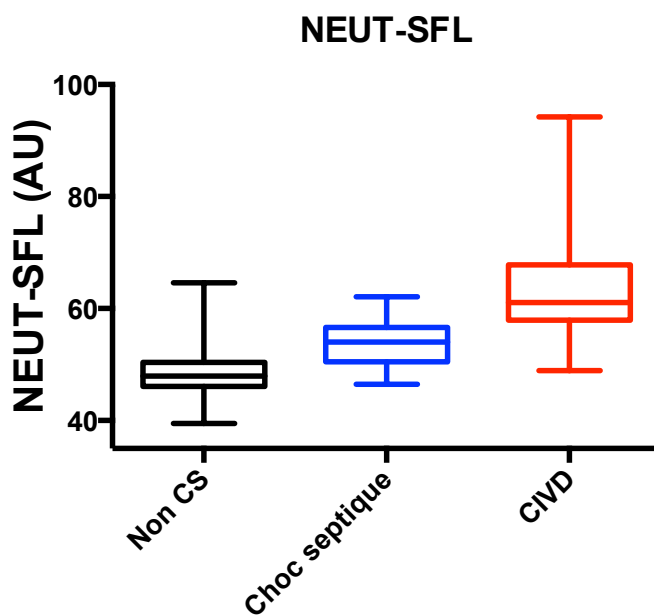 NEUT-SFL
NEUT-SFL (AU)
100
80
60
40
Non CS
Choc septique
CIVD